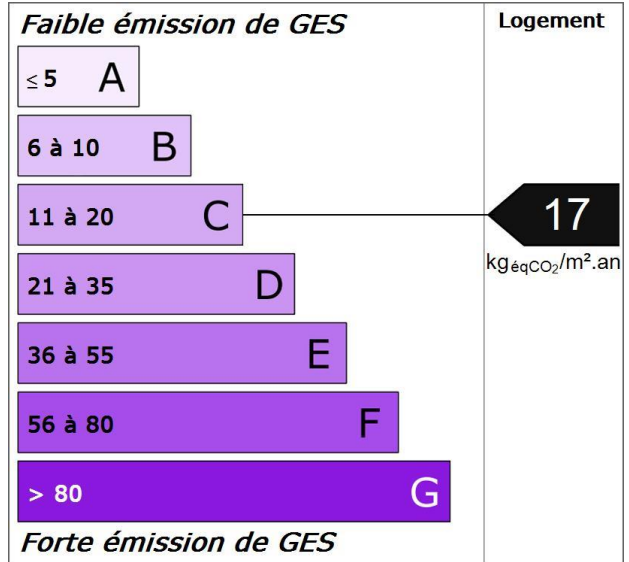 Faible émission de GES
Logement
≤ 5 A
6 à 10 B
11 à 20 C
17
kgéqCO₂/m².an
21 à 35 D
36 à 55 E
56 à 80 F
> 80 G
Forte émission de GES